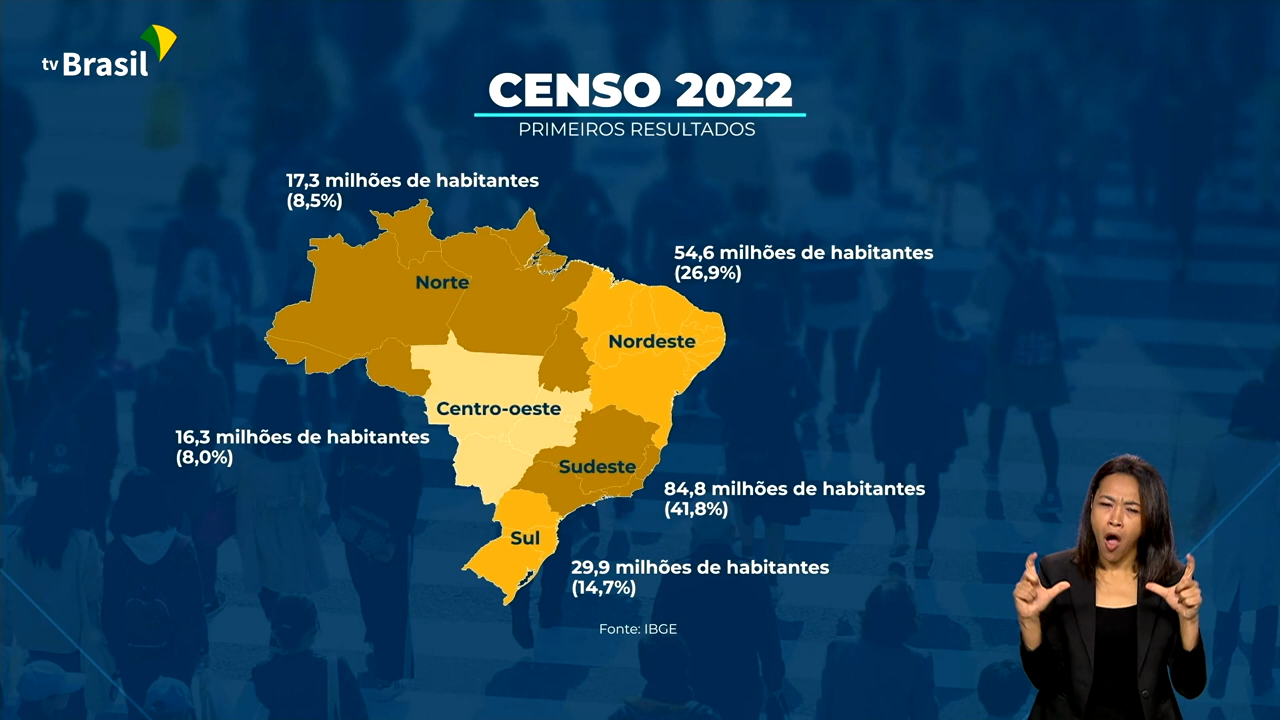 tv Brasil
CENSO 2022
PRIMEIROS RESULTADOS
17,3 milhões de habitantes
(8,5%)
54,6 milhões de habitantes
(26,9%)
Norte
Nordeste
Centro-oeste
16,3 milhões de habitantes
(8,0%)
Sudeste
84,8 milhões de habitantes
(41,8%)
Sul
29,9 milhões de habitantes
(14,7%)
Fonte: IBGE